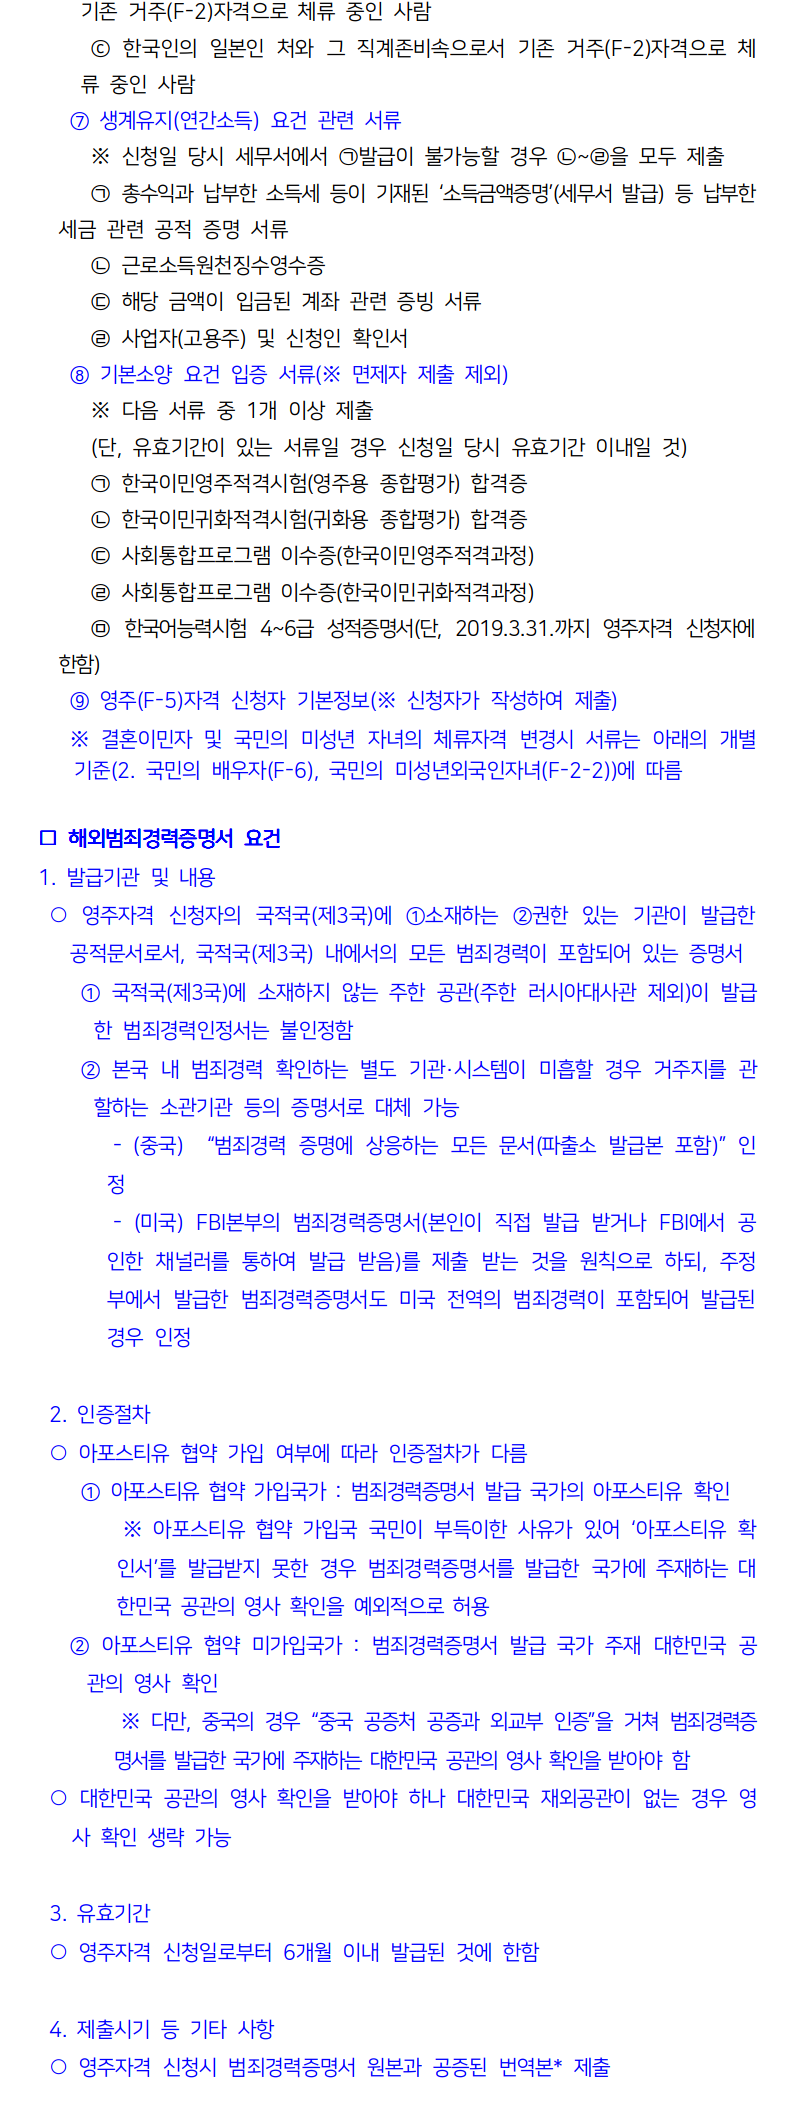 기존 거주(F-2)자격으로 체류 중인 사람
ⓒ 한국인의 일본인 처와 그 직계존비속으로서 기존 거주(F-2)자격으로 체
류 중인 사람
⑦ 생계유지(연간소득) 요건 관련 서류
※ 신청일 당시 세무서에서 ㉠발급이 불가능할 경우 ㉡~㉣을 모두 제출
㉠ 총수익과 납부한 소득세 등이 기재된 ‘소득금액증명’(세무서 발급) 등 납부한
세금 관련 공적 증명 서류
㉡ 근로소득원천징수영수증
㉢ 해당 금액이 입금된 계좌 관련 증빙 서류
㉣ 사업자(고용주) 및 신청인 확인서
⑧ 기본소양 요건 입증 서류(※ 면제자 제출 제외)
※ 다음 서류 중 1개 이상 제출
(단, 유효기간이 있는 서류일 경우 신청일 당시 유효기간 이내일 것)
㉠ 한국이민영주적격시험(영주용 종합평가) 합격증
㉡ 한국이민귀화적격시험(귀화용 종합평가) 합격증
㉢ 사회통합프로그램 이수증(한국이민영주적격과정)
㉣ 사회통합프로그램 이수증(한국이민귀화적격과정)
㉤ 한국어능력시험 4~6급 성적증명서(단, 2019.3.31.까지 영주자격 신청자에
한함)
⑨ 영주(F-5)자격 신청자 기본정보(※ 신청자가 작성하여 제출)
※ 결혼이민자 및 국민의 미성년 자녀의 체류자격 변경시 서류는 아래의 개별
기준(2. 국민의 배우자(F-6), 국민의 미성년외국인자녀(F-2-2))에 따름
□ 해외범죄경력증명서 요건
1. 발급기관 및 내용
○ 영주자격 신청자의 국적국(제3국)에 ①소재하는 ②권한 있는 기관이 발급한
공적문서로서, 국적국(제3국) 내에서의 모든 범죄경력이 포함되어 있는 증명서
① 국적국(제3국)에 소재하지 않는 주한 공관(주한 러시아대사관 제외)이 발급
한 범죄경력인정서는 불인정함
② 본국 내 범죄경력 확인하는 별도 기관·시스템이 미흡할 경우 거주지를 관
할하는 소관기관 등의 증명서로 대체 가능
- (중국) “범죄경력 증명에 상응하는 모든 문서(파출소 발급본 포함)” 인
정
- (미국) FBI본부의 범죄경력증명서(본인이 직접 발급 받거나 FBI에서 공
인한 채널러를 통하여 발급 받음)를 제출 받는 것을 원칙으로 하되, 주정
부에서 발급한 범죄경력증명서도 미국 전역의 범죄경력이 포함되어 발급된
경우 인정
2. 인증절차
○ 아포스티유 협약 가입 여부에 따라 인증절차가 다름
① 아포스티유 협약 가입국가 : 범죄경력증명서 발급 국가의 아포스티유 확인
※ 아포스티유 협약 가입국 국민이 부득이한 사유가 있어 ‘아포스티유 확
인서’를 발급받지 못한 경우 범죄경력증명서를 발급한 국가에 주재하는 대
한민국 공관의 영사 확인을 예외적으로 허용
② 아포스티유 협약 미가입국가 : 범죄경력증명서 발급 국가 주재 대한민국 공
관의 영사 확인
※ 다만, 중국의 경우 “중국 공증처 공증과 외교부 인증”을 거쳐 범죄경력증
명서를 발급한 국가에 주재하는 대한민국 공관의 영사 확인을 받아야 함
○ 대한민국 공관의 영사 확인을 받아야 하나 대한민국 재외공관이 없는 경우 영
사 확인 생략 가능
3. 유효기간
○ 영주자격 신청일로부터 6개월 이내 발급된 것에 한함
4. 제출시기 등 기타 사항
○ 영주자격 신청시 범죄경력증명서 원본과 공증된 번역본* 제출